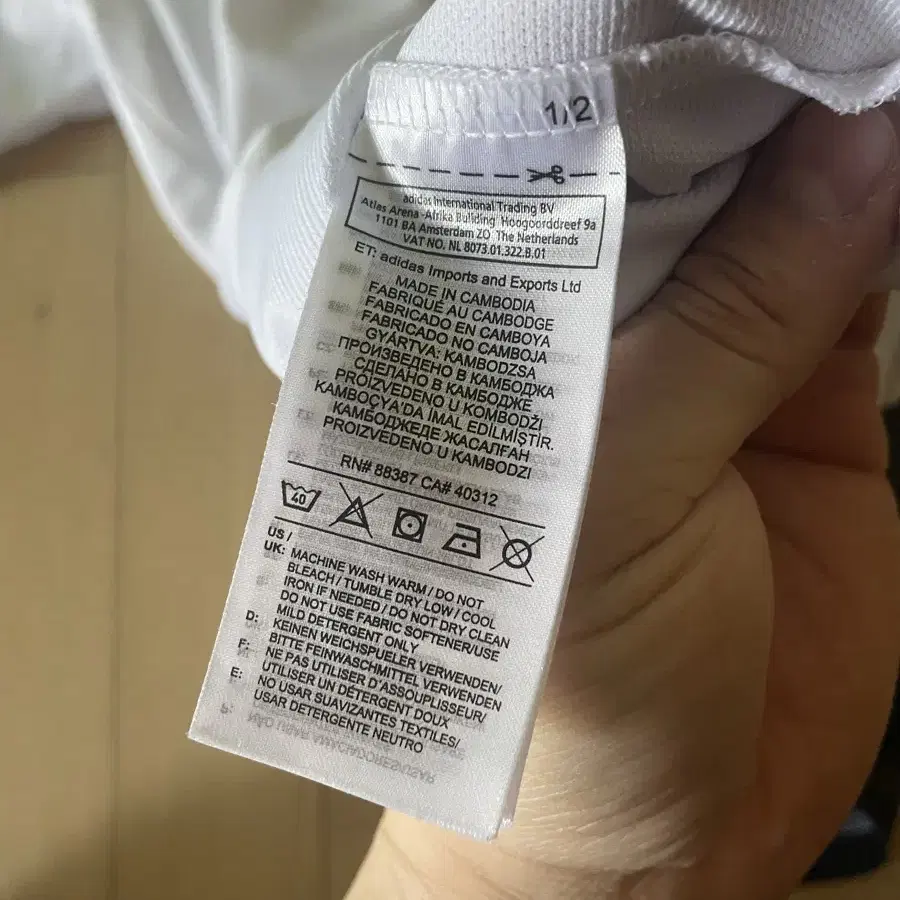 1/2
adidas International Trading BV
Atlas Arena -Afrika Building Hoogoorddreef 9a
1101 BA Amsterdam ZO The Netherlands
VAT NO. NL 8073.01.322.B.01
ET: adidas Imports and Exports Ltd
MADE IN CAMBODIA
FABRIQUÉ AU CAMBODGE
FABRICADO EN CAMBOYA
FABRICADO NO CAMBOJA
GYÁRTVA: KAMBODZSA
ПРОИЗВЕДЕНО В КАМБОДЖА
СДЕЛАНО В КАМБОДЖЕ
PROIZVEDENO U KOMBODŽI
KAMBOÇYA'DA İMAL EDİLMİŞTİR.
КАМБОДЖЕДЕ ЖАСАЛҒАН
PROIZVEDENO U KAMBODZI
RN# 88387 CA# 40312
40
US /
UK: MACHINE WASH WARM / DO NOT
BLEACH / TUMBLE DRY LOW / COOL
IRON IF NEEDED / DO NOT DRY CLEAN
DO NOT USE FABRIC SOFTENER/USE
MILD DETERGENT ONLY
D: KEINEN WEICHSPUELER VERWENDEN/
BITTE FEINWASCHMITTEL VERWENDEN
F: NE PAS UTILISER D'ASSOUPLISSEUR/
UTILISER UN DÉTERGENT DOUX
E: NO USAR SUAVIZANTES TEXTILES/
USAR DETERGENTE NEUTRO